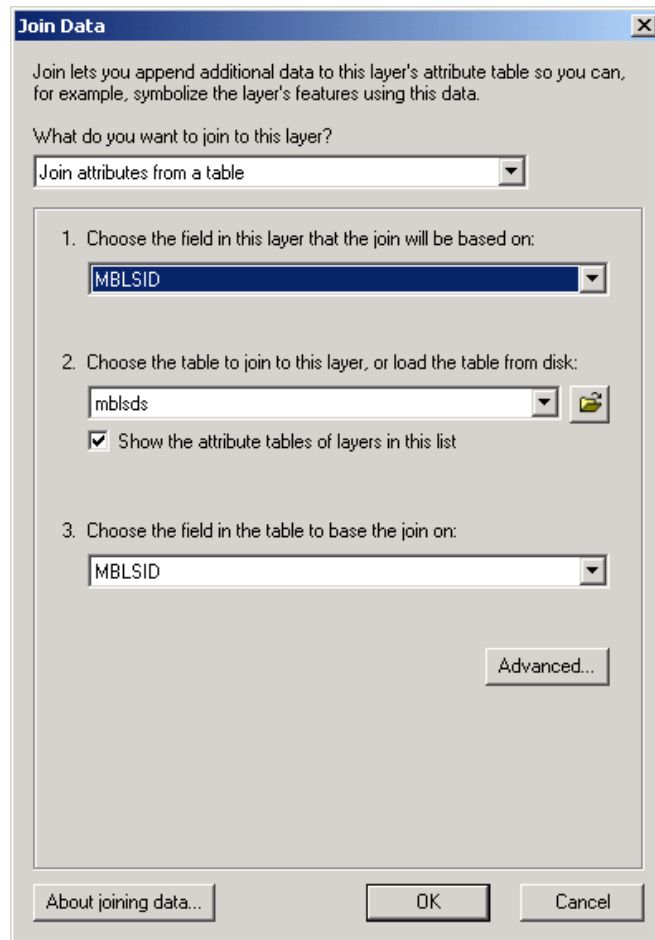 Join Data
Join lets you append additional data to this layer's attribute table so you can,
for example, symbolize the layer's features using this data.
What do you want to join to this layer?
Join attributes from a table
1. Choose the field in this layer that the join will be based on:
MBLSID
2. Choose the table to join to this layer, or load the table from disk:
mblsds
Show the attribute tables of layers in this list
3. Choose the field in the table to base the join on:
MBLSID
Advanced...
About joining data...
OK
Cancel